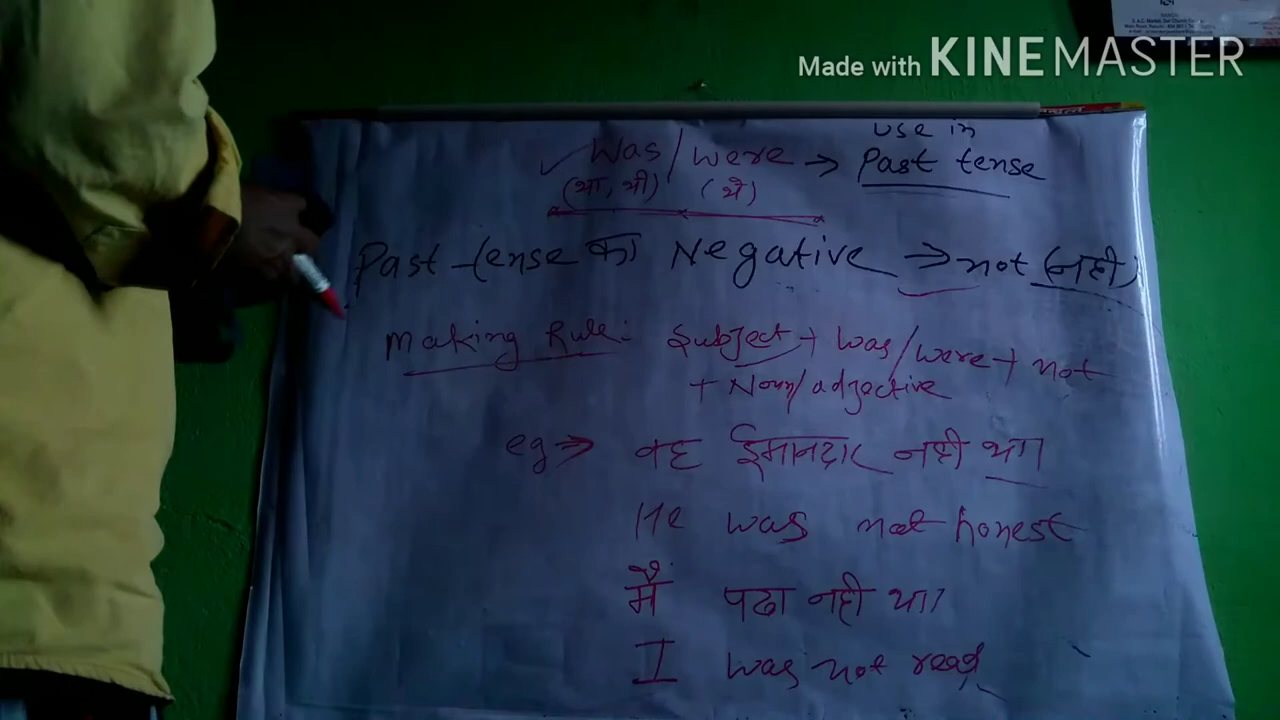 Made with KINEMASTER
use in
Was/were → Past tense
(था, थी) (थे)
Past tense का Negative ⇒ not (नही)
Making Rule: Subject + was/were + not
+ Noun/adjective
eg ⇒ वह ईमानदार नही था।
He was not honest
मैं पढा नही था।
I was not read